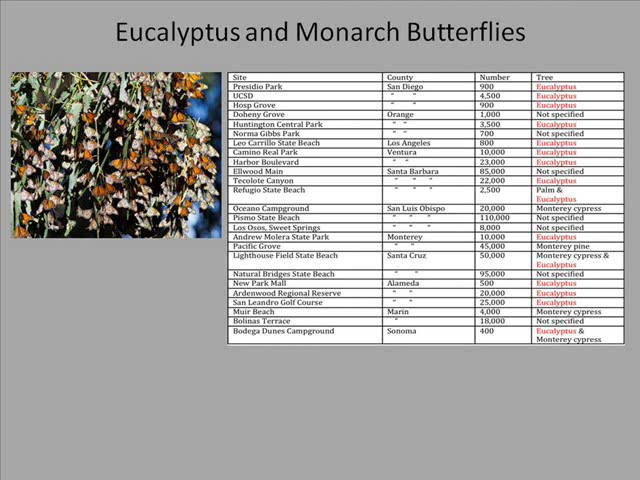 Eucalyptus and Monarch Butterflies
Site County Number Tree
Presidio Park San Diego 900 Eucalyptus
UCSD " " 4,500 Eucalyptus
Hosp Grove " " 900 Eucalyptus
Doheny Grove Orange 1,000 Not specified
Huntington Central Park " " 3,500 Eucalyptus
Norma Gibbs Park " " 700 Not specified
Leo Carrillo State Beach Los Angeles 800 Eucalyptus
Camino Real Park Ventura 10,000 Eucalyptus
Harbor Boulevard " " 23,000 Eucalyptus
Ellwood Main Santa Barbara 85,000 Not specified
Tecolote Canyon " " " 22,000 Eucalyptus
Refugio State Beach " " " 2,500 Palm &
Eucalyptus
Oceano Campground San Luis Obispo 20,000 Monterey cypress
Pismo State Beach " " " 110,000 Not specified
Los Osos, Sweet Springs " " " 8,000 Not specified
Andrew Molera State Park Monterey 10,000 Eucalyptus
Pacific Grove " " 45,000 Monterey pine
Lighthouse Field State Beach Santa Cruz 50,000 Monterey cypress &
Eucalyptus
Natural Bridges State Beach " " 95,000 Not specified
New Park Mall Alameda 500 Eucalyptus
Ardenwood Regional Reserve " " 20,000 Eucalyptus
San Leandro Golf Course " " 25,000 Eucalyptus
Muir Beach Marin 4,000 Monterey cypress
Bolinas Terrace " 18,000 Not specified
Bodega Dunes Campground Sonoma 400 Eucalyptus &
Monterey cypress